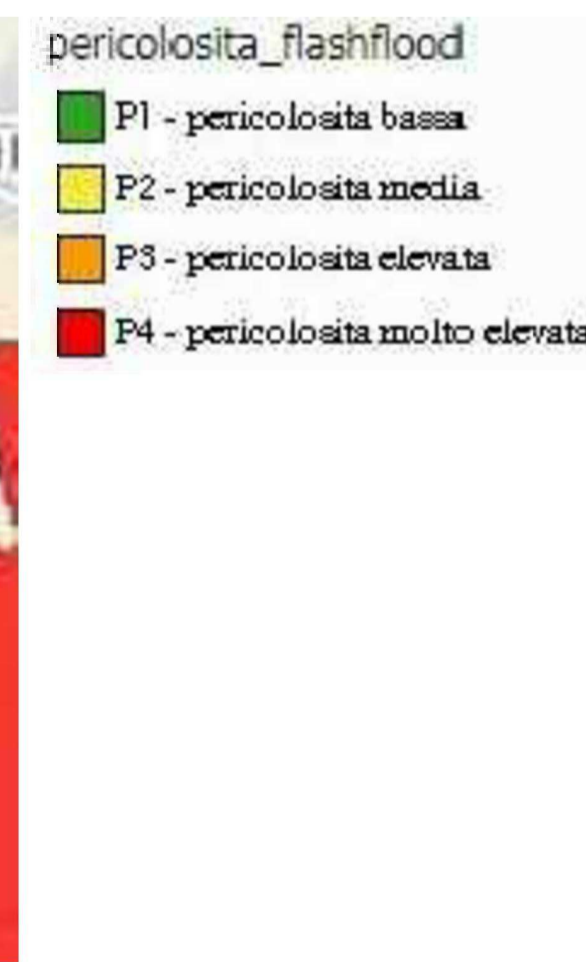 pericolosita_flashflood
P1 - pericolosita bassa
P2 - pericolosita media
P3 - pericolosita elevata
P4 - pericolosita molto elevata